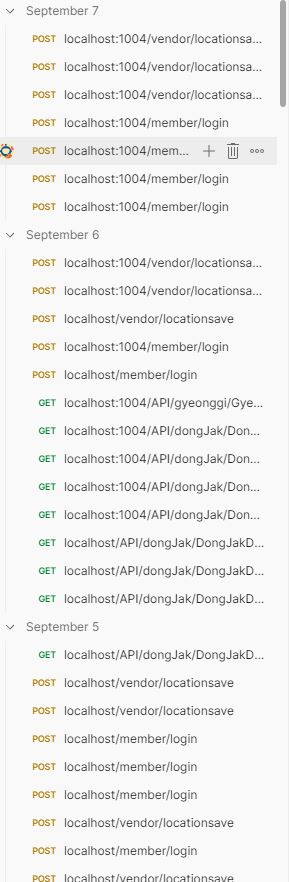 September 7
POST localhost:1004/vendor/locationsa...
POST localhost:1004/vendor/locationsa...
POST localhost:1004/vendor/locationsa...
POST localhost:1004/member/login
POST localhost:1004/mem...
POST localhost:1004/member/login
POST localhost:1004/member/login
September 6
POST localhost:1004/vendor/locationsa...
POST localhost:1004/vendor/locationsa...
POST localhost/vendor/locationsave
POST localhost:1004/member/login
POST localhost/member/login
GET localhost:1004/API/gyeonggi/Gye...
GET localhost:1004/API/dongJak/Don...
GET localhost:1004/API/dongJak/Don...
GET localhost:1004/API/dongJak/Don...
GET localhost:1004/API/dongJak/Don...
GET localhost/API/dongJak/DongJakD...
GET localhost/API/dongJak/DongJakD...
GET localhost/API/dongJak/DongJakD...
September 5
GET localhost/API/dongJak/DongJakD...
POST localhost/vendor/locationsave
POST localhost/vendor/locationsave
POST localhost/member/login
POST localhost/member/login
POST localhost/member/login
POST localhost/vendor/locationsave
POST localhost/member/login
POST localhost/vendor/locationsave